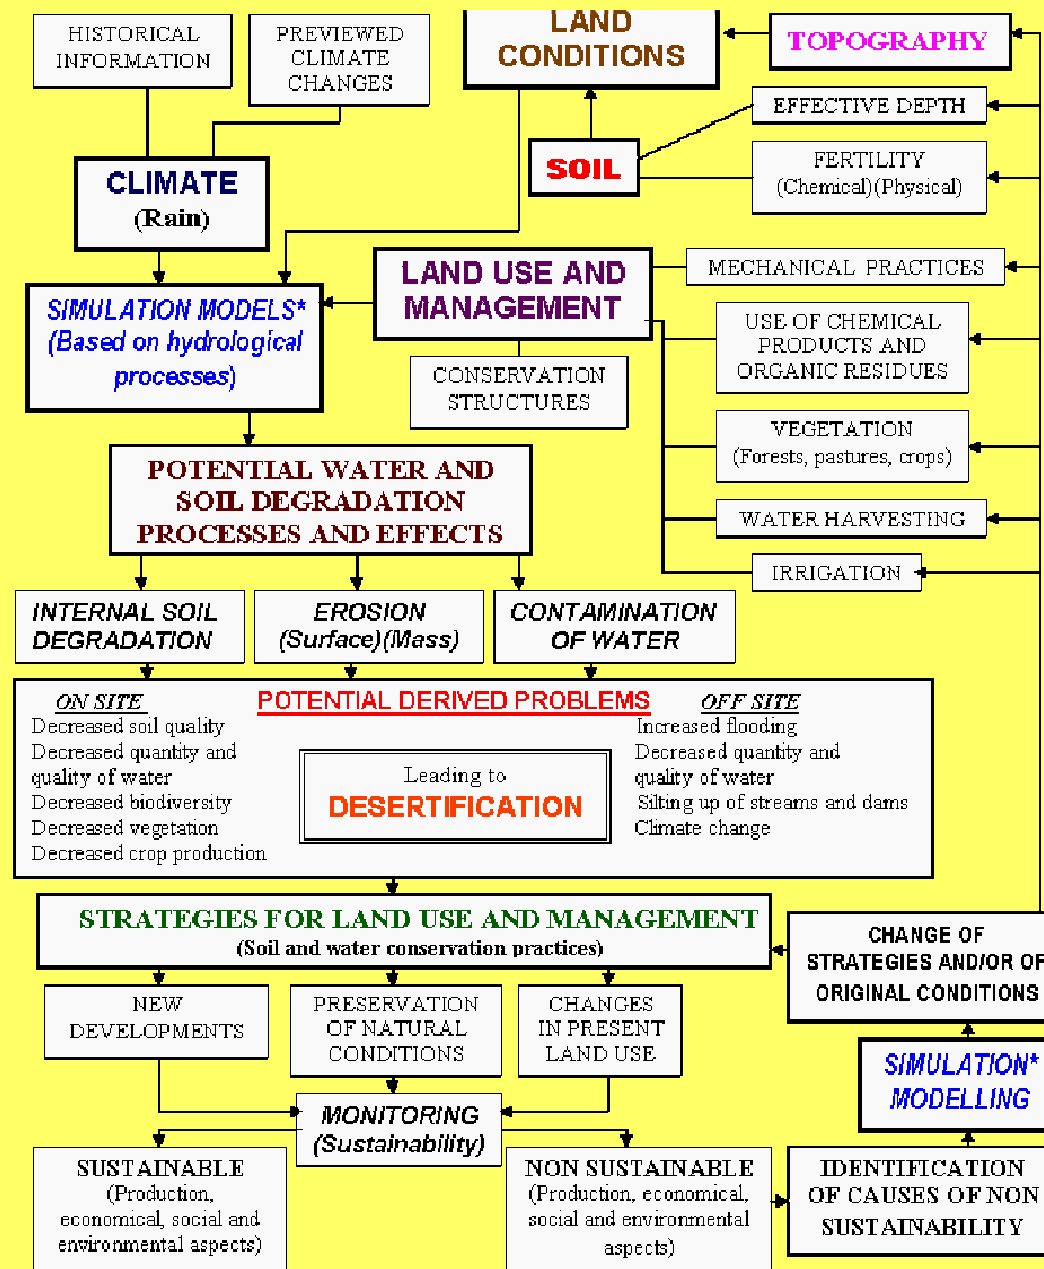 HISTORICAL
INFORMATION
PREVIEWED
CLIMATE
CHANGES
LAND
CONDITIONS
TOPOGRAPHY
EFFECTIVE DEPTH
SOIL
FERTILITY
(Chemical)(Physical)
CLIMATE
(Rain)
LAND USE AND
MANAGEMENT
MECHANICAL PRACTICES
SIMULATION MODELS*
(Based on hydrological
processes)
USE OF CHEMICAL
PRODUCTS AND
ORGANIC RESIDUES
CONSERVATION
STRUCTURES
VEGETATION
(Forests, pastures, crops)
POTENTIAL WATER AND
SOIL DEGRADATION
PROCESSES AND EFFECTS
WATER HARVESTING
IRRIGATION
INTERNAL SOIL
DEGRADATION
EROSION
(Surface)(Mass)
CONTAMINATION
OF WATER
POTENTIAL DERIVED PROBLEMS
ON SITE
Decreased soil quality
Decreased quantity and
quality of water
Decreased biodiversity
Decreased vegetation
Decreased crop production
Leading to
DESERTIFICATION
OFF SITE
Increased flooding
Decreased quantity and
quality of water
Silting up of streams and dams
Climate change
STRATEGIES FOR LAND USE AND MANAGEMENT
(Soil and water conservation practices)
CHANGE OF
STRATEGIES AND/OR OF
ORIGINAL CONDITIONS
NEW
DEVELOPMENTS
PRESERVATION
OF NATURAL
CONDITIONS
CHANGES
IN PRESENT
LAND USE
SIMULATION*
MODELLING
MONITORING
(Sustainability)
SUSTAINABLE
(Production,
economical, social and
environmental aspects)
NON SUSTAINABLE
(Production, economical,
social and environmental
aspects)
IDENTIFICATION
OF CAUSES OF NON
SUSTAINABILITY